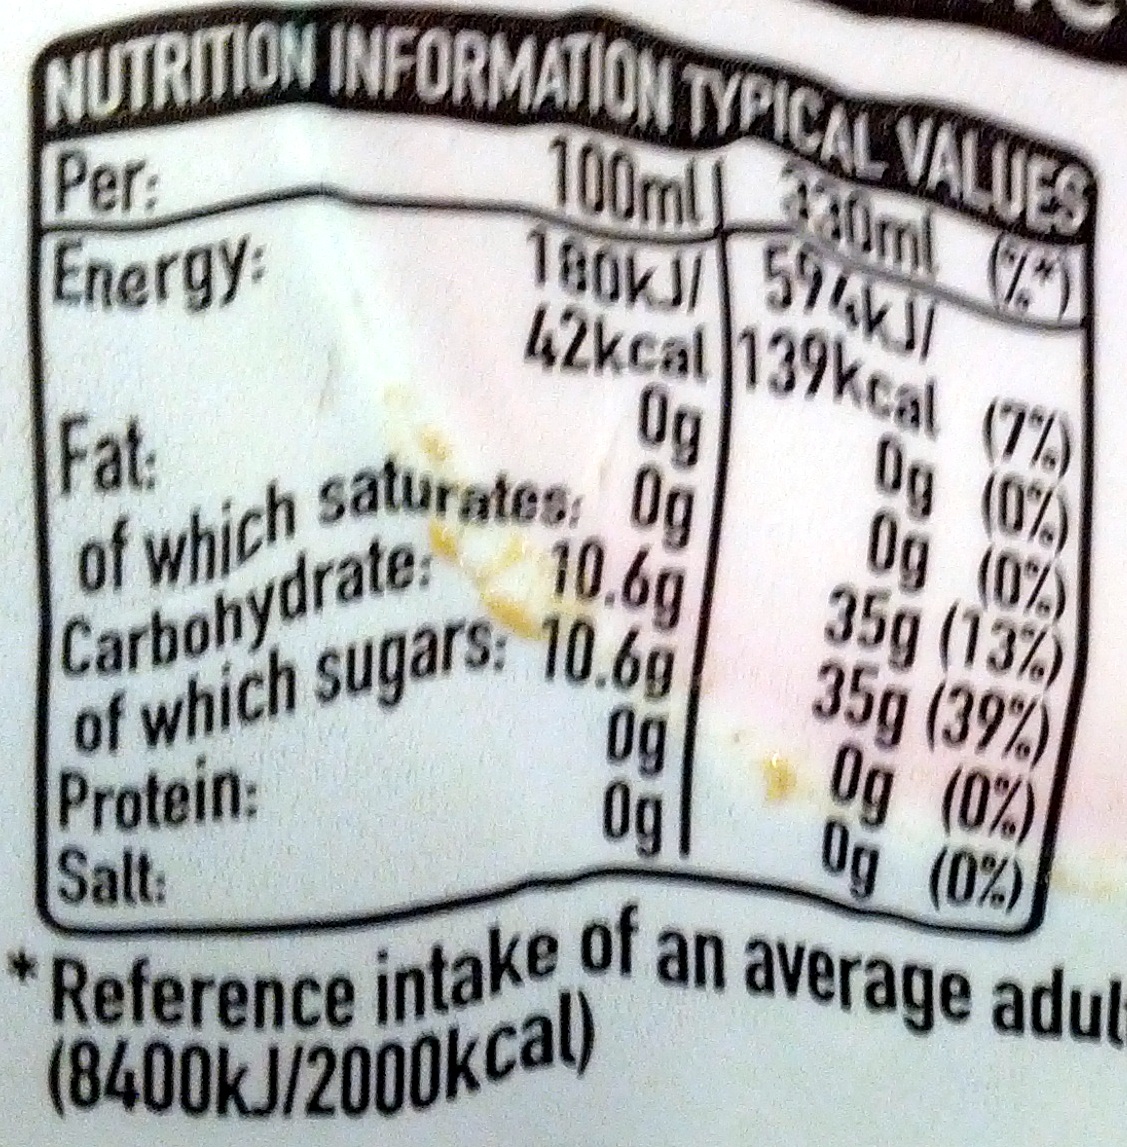 NUTRITION INFORMATION TYPICAL VALUES
Per: 100ml 330ml (%*)
Energy: 180kJ/ 594kJ/
42kcal 139kcal (7%)
Fat: 0g 0g (0%)
of which saturates: 0g 0g (0%)
Carbohydrate: 10.6g 35g (13%)
of which sugars: 10.6g 35g (39%)
Protein: 0g 0g (0%)
Salt: 0g 0g (0%)
*Reference intake of an average adul
(8400kJ/2000kcal)